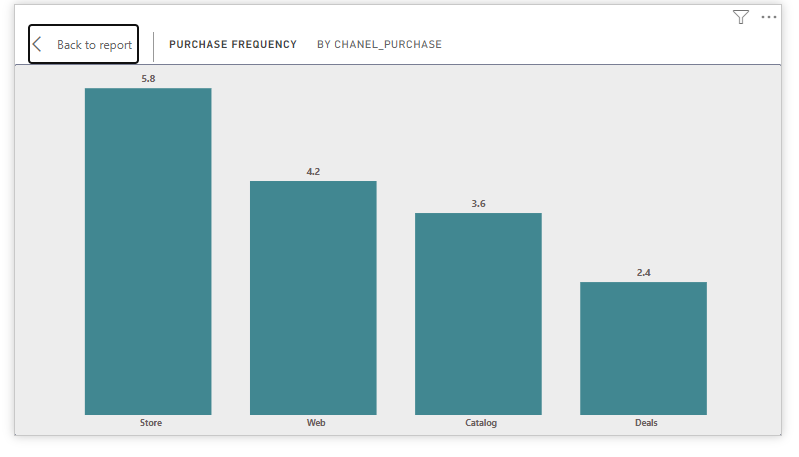 Back to report
PURCHASE FREQUENCY BY CHANEL_PURCHASE
5.8
4.2
3.6
2.4
Store Web Catalog Deals